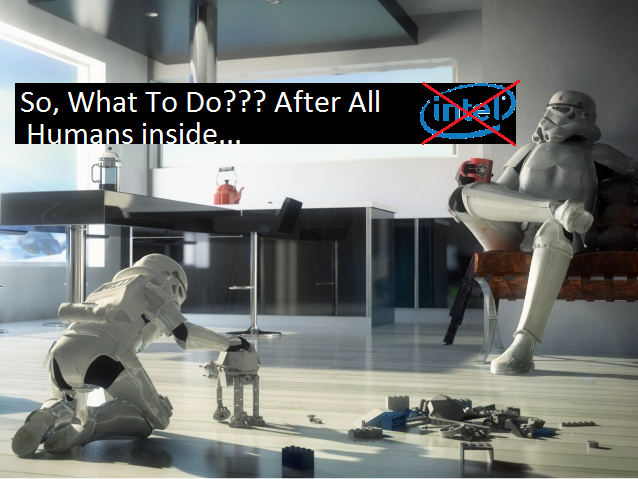 So, What To Do??? After All
Humans inside...
intel